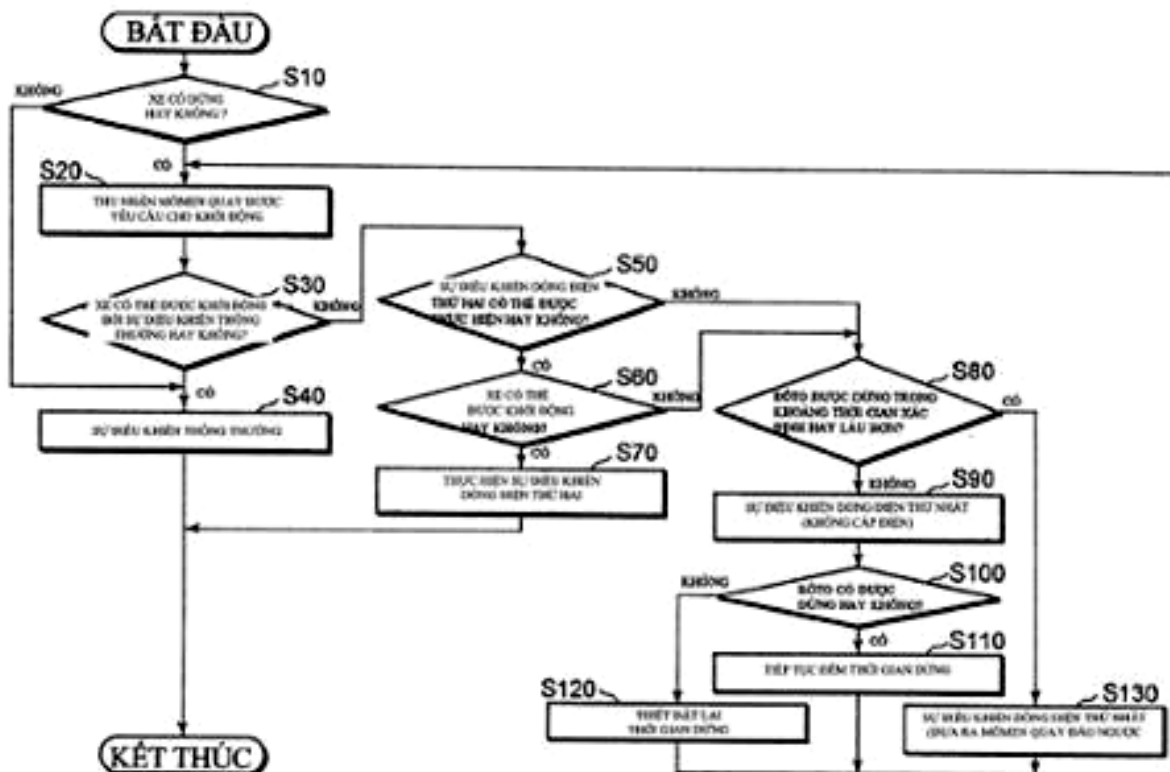 BẮT ĐẦU
S10
KHÔNG
XE CÓ DỪNG
HAY KHÔNG?
CÓ
S20
THU NHẬN MÔMEN QUAY ĐƯỢC
YÊU CẦU CHO KHỞI ĐỘNG
S30
XE CÓ THỂ ĐƯỢC KHỞI ĐỘNG
BỞI SỰ ĐIỀU KHIỂN THÔNG
THƯỜNG HAY KHÔNG?
KHÔNG
CÓ
S40
SỰ ĐIỀU KHIỂN THÔNG THƯỜNG
S50
SỰ ĐIỀU KHIỂN DÒNG ĐIỆN
THỨ HAI CÓ THỂ ĐƯỢC
THỰC HIỆN HAY KHÔNG?
KHÔNG
CÓ
S60
XE CÓ THỂ
ĐƯỢC KHỞI ĐỘNG
HAY KHÔNG?
KHÔNG
CÓ
S70
THỰC HIỆN SỰ ĐIỀU KHIỂN
DÒNG ĐIỆN THỨ HAI
S80
RÔTO ĐƯỢC DỪNG TRONG
KHOẢNG THỜI GIAN XÁC
ĐỊNH HAY LÂU HƠN?
CÓ
KHÔNG
S90
SỰ ĐIỀU KHIỂN DÒNG ĐIỆN THỨ NHẤT
(KHÔNG CẤP ĐIỆN)
S100
KHÔNG
RÔTO CÓ ĐƯỢC
DỪNG HAY KHÔNG?
CÓ
S110
TIẾP TỤC ĐẾM THỜI GIAN DỪNG
S120
THIẾT ĐẶT LẠI
THỜI GIAN DỪNG
S130
SỰ ĐIỀU KHIỂN DÒNG ĐIỆN THỨ NHẤT
(ĐƯA RA MÔMEN QUAY ĐẢO NGƯỢC
KẾT THÚC